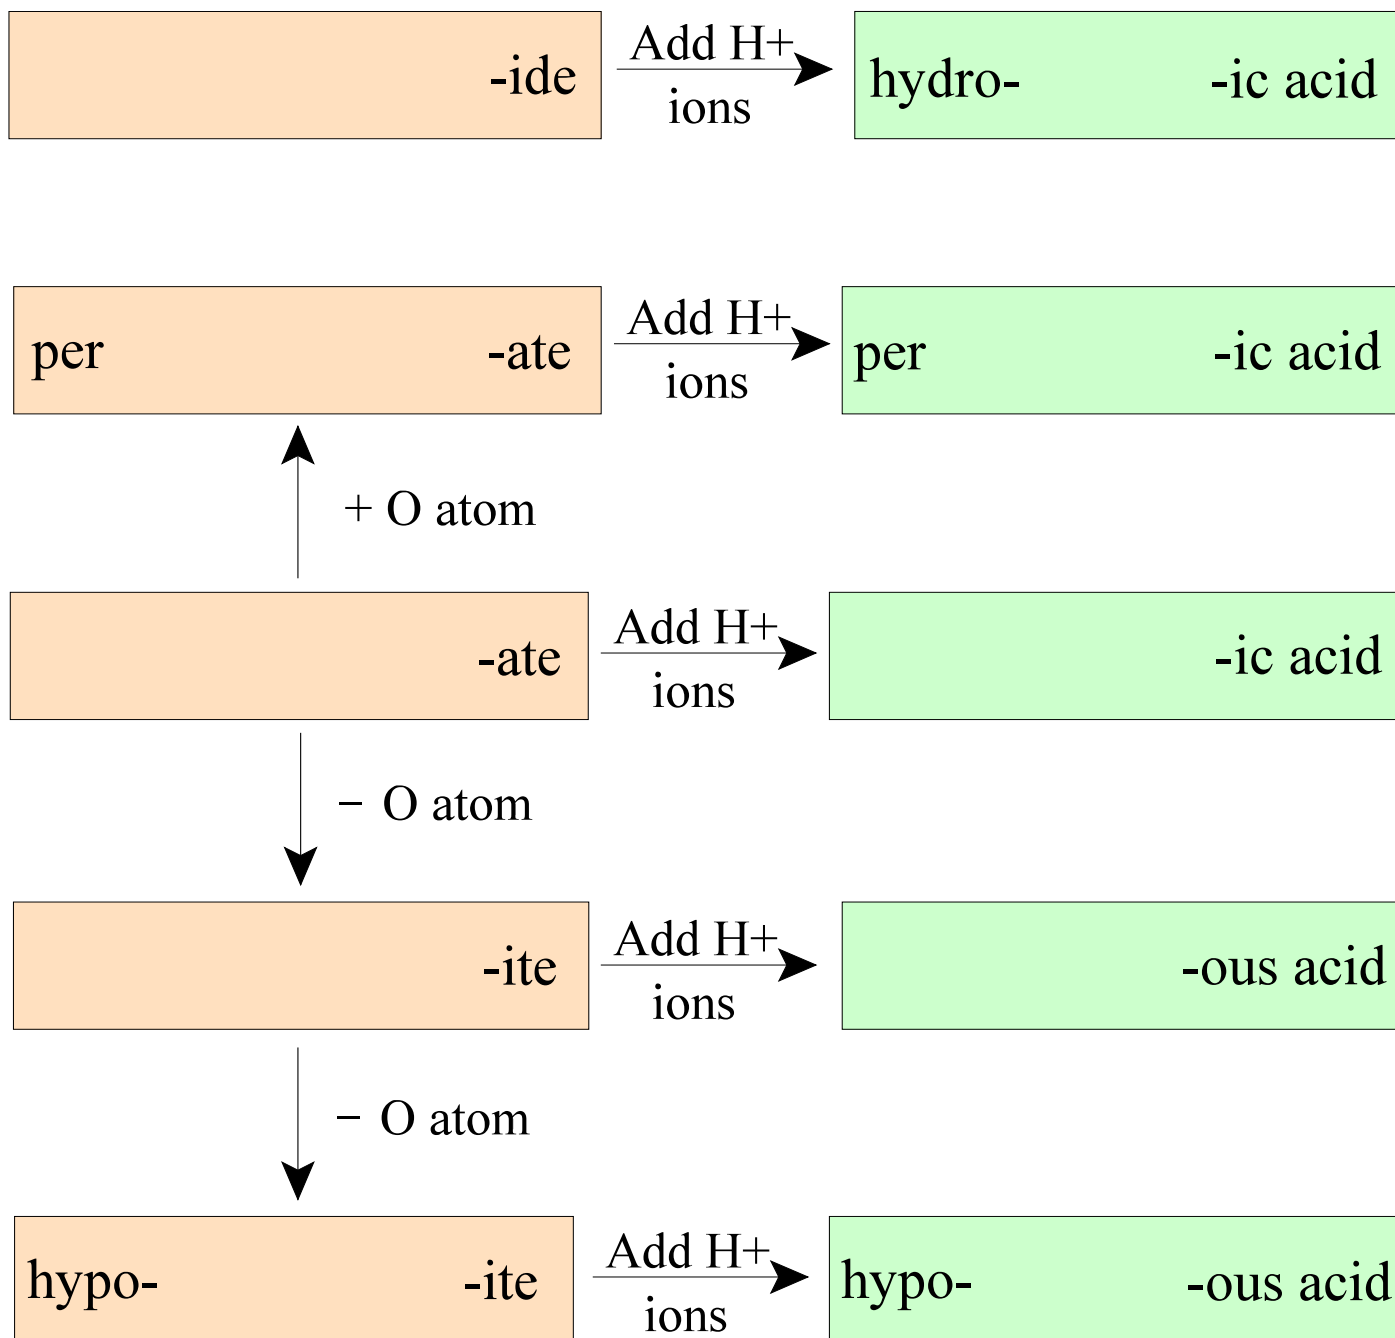 -ide
Add H+
ions
hydro- -ic acid
per -ate
Add H+
ions
per -ic acid
+ O atom
-ate
Add H+
ions
-ic acid
− O atom
-ite
Add H+
ions
-ous acid
− O atom
hypo- -ite
Add H+
ions
hypo- -ous acid